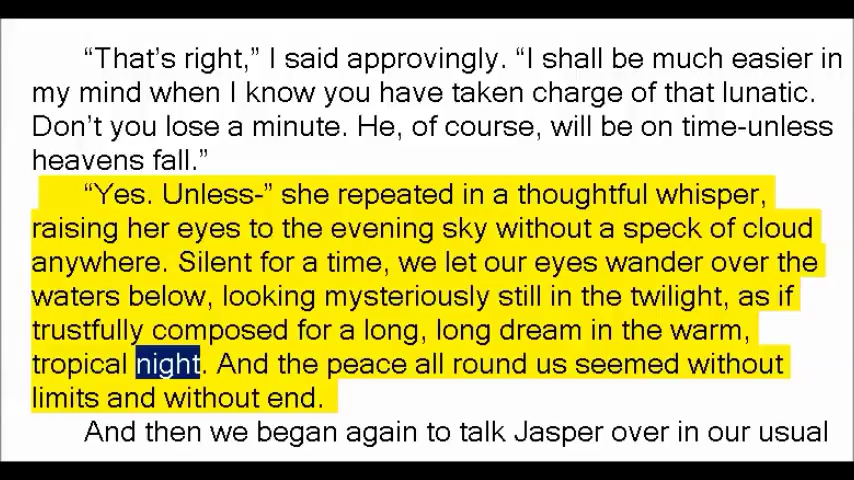 “That’s right,” I said approvingly. “I shall be much easier in
my mind when I know you have taken charge of that lunatic.
Don’t you lose a minute. He, of course, will be on time-unless
heavens fall.”
“Yes. Unless-” she repeated in a thoughtful whisper,
raising her eyes to the evening sky without a speck of cloud
anywhere. Silent for a time, we let our eyes wander over the
waters below, looking mysteriously still in the twilight, as if
trustfully composed for a long, long dream in the warm,
tropical night. And the peace all round us seemed without
limits and without end.
And then we began again to talk Jasper over in our usual